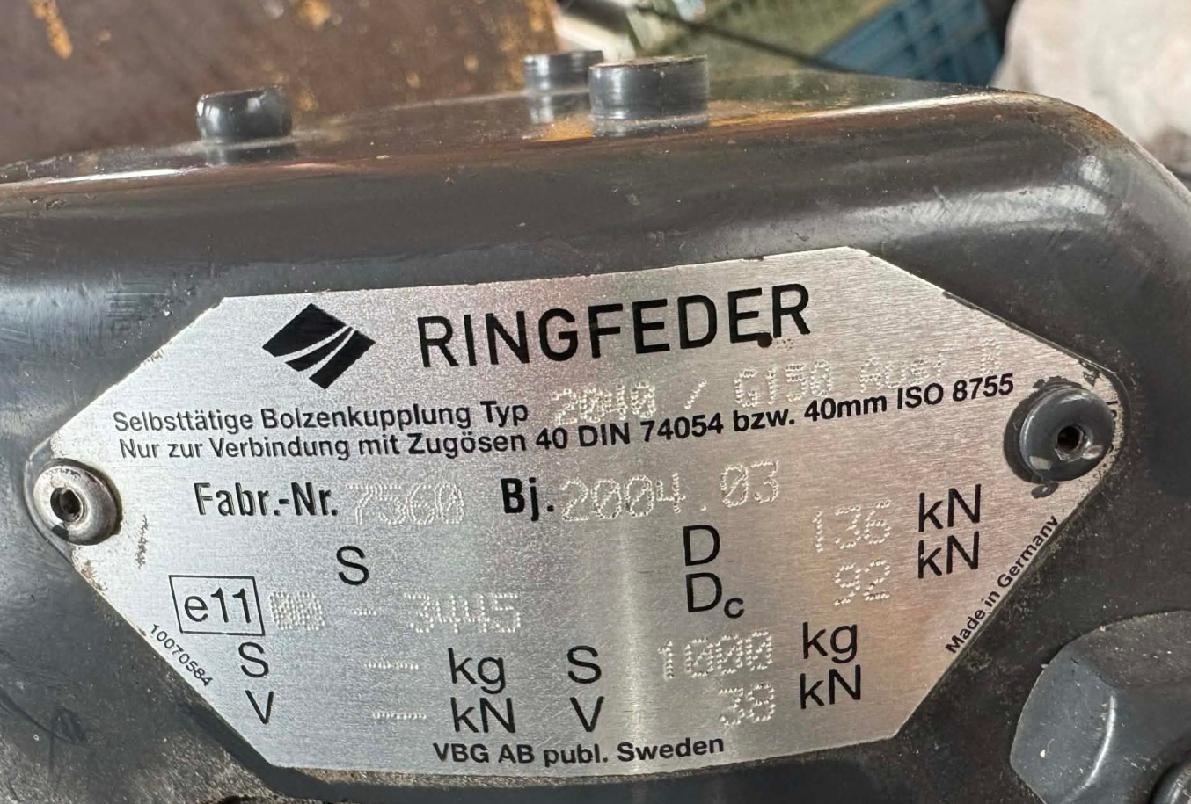 RINGFEDER
Selbsttätige Bolzenkupplung Typ 2040 / G150 Ausf
Nur zur Verbindung mit Zugösen 40 DIN 74054 bzw. 40mm ISO 8755
Fabr.-Nr. 7560 Bj. 2004.03
S D 136 kN
Dc 92 kN
e11 00 - 3445
S --- kg S 1000 kg
V --- kN V 38 kN
VBG AB publ. Sweden
10070584
Made in Germany